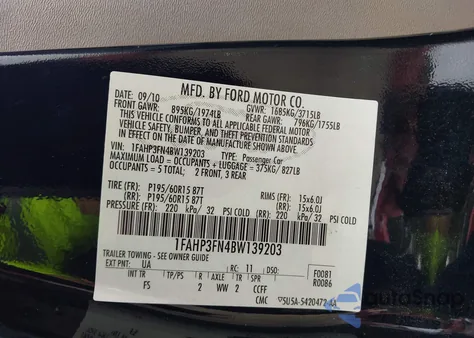 MFD. BY FORD MOTOR CO.
DATE: 09/10 GVWR: 1685KG/3715LB
FRONT GAWR: 895KG/1974LB REAR GAWR: 796KG/1755LB
THIS VEHICLE CONFORMS TO ALL APPLICABLE FEDERAL MOTOR
VEHICLE SAFETY, BUMPER, AND THEFT PREVENTION STANDARDS IN
EFFECT ON THE DATE OF MANUFACTURE SHOWN ABOVE.
VIN: 1FAHP3FN4BW139203 TYPE: Passenger Car
MAXIMUM LOAD = OCCUPANTS + LUGGAGE = 375KG/ 827LB
OCCUPANTS = 5 TOTAL; 2 FRONT, 3 REAR
TIRE (FR): P195/60R15 87T RIMS (FR): 15x6.0J
(R): P195/60R15 87T (R): 15x6.0J
PRESSURE (FR): 220 kPa/ 32 PSI COLD (R): 220 kPa/ 32 PSI COLD
1FAHP3FN4BW139203
TRAILER TOWING - SEE OWNER GUIDE
EXT PNT: UA RC: 11 DSO: F0081
R0086
INT TR TP/PS R AXLE TR SPR
FS 2 WW 2 CCFF
CMC
AutoSnap